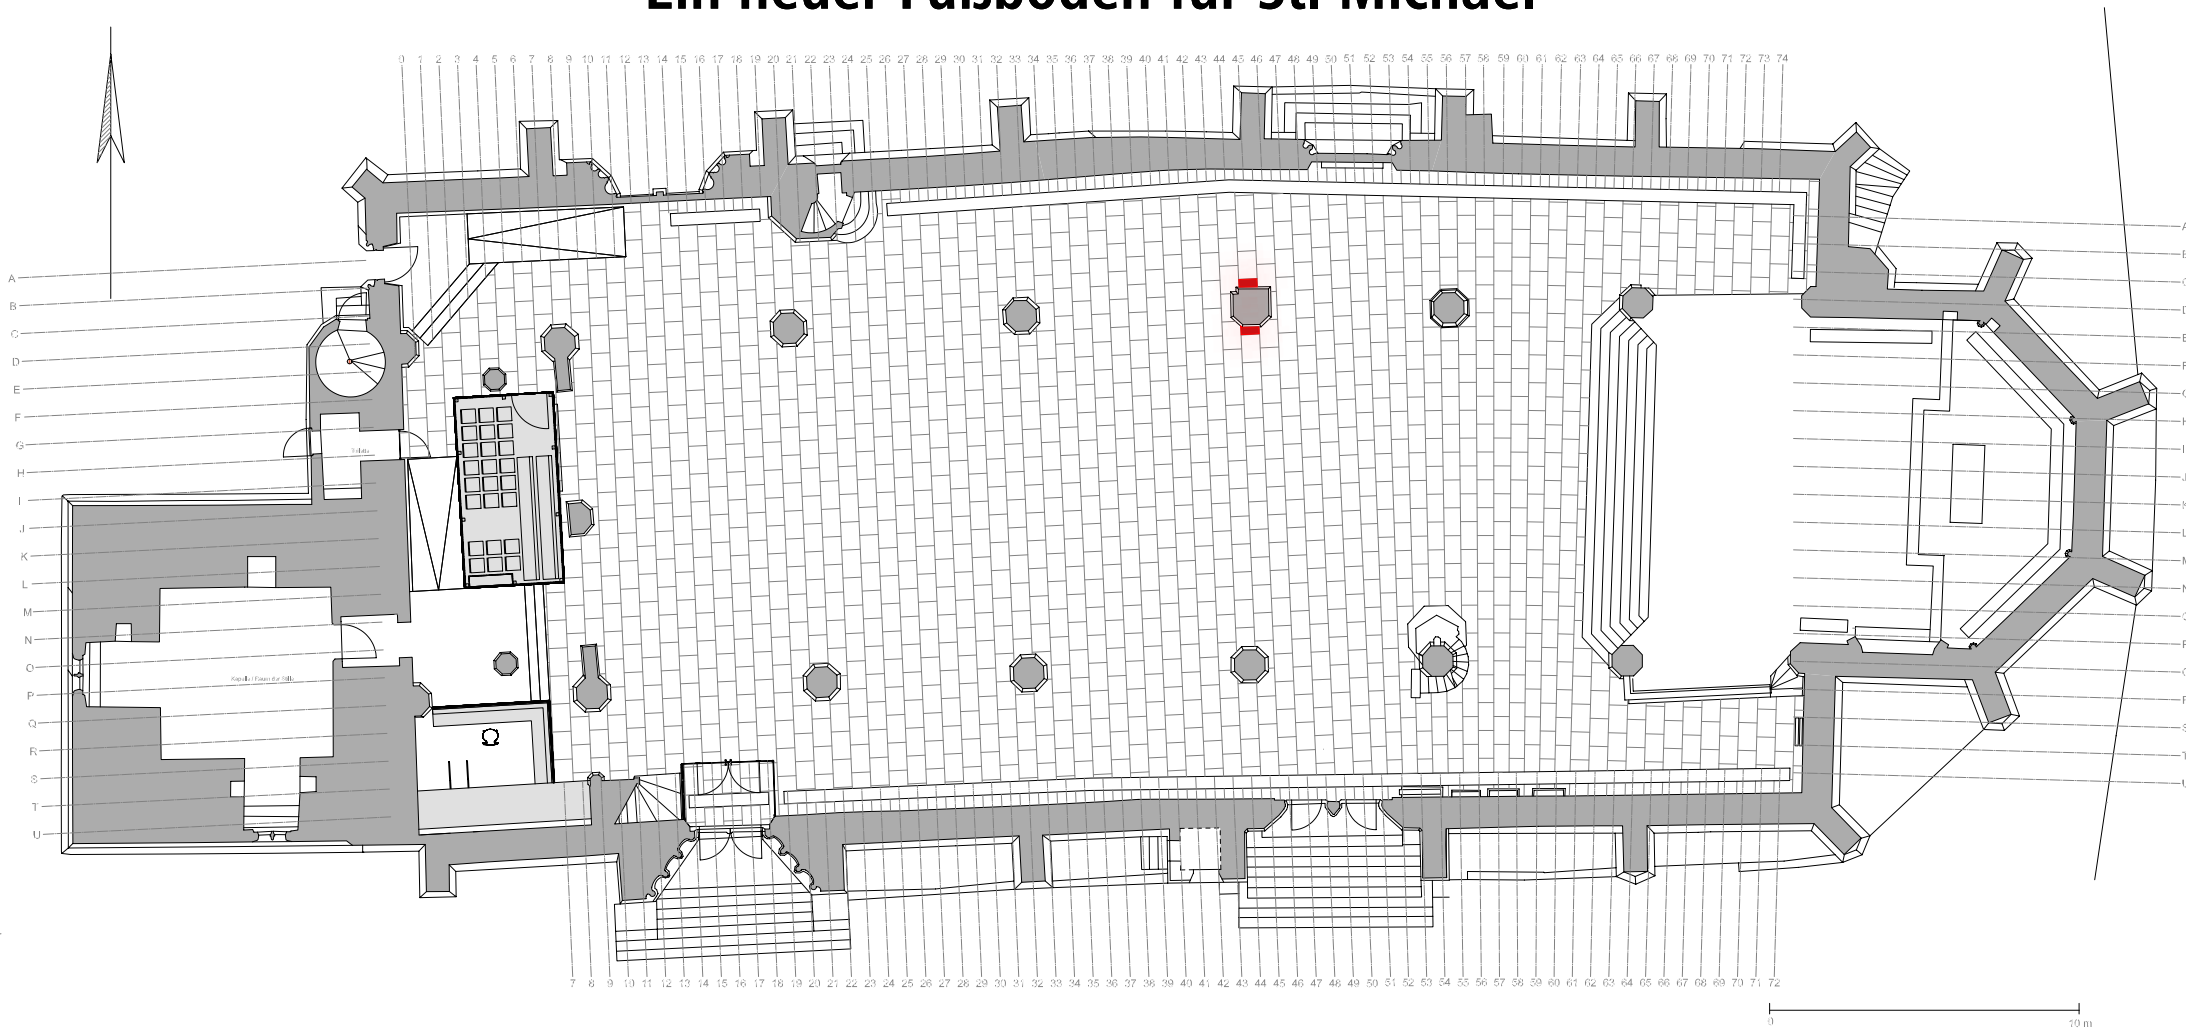 Ein neuer Fußboden für St. Michael
0 1 2 3 4 5 6 7 8 9 10 11 12 13 14 15 16 17 18 19 20 21 22 23 24 25 26 27 28 29 30 31 32 33 34 35 36 37 38 39 40 41 42 43 44 45 46 47 48 49 50 51 52 53 54 55 56 57 58 59 60 61 62 63 64 65 66 67 68 69 70 71 72 73 74
A
B
C
D
E
F
G
H
I
J
K
L
M
N
O
P
Q
R
S
T
U
7 8 9 10 11 12 13 14 15 16 17 18 19 20 21 22 23 24 25 26 27 28 29 30 31 32 33 34 35 36 37 38 39 40 41 42 43 44 45 46 47 48 49 50 51 52 53 54 55 56 57 58 59 60 61 62 63 64 65 66 67 68 69 70 71 72
0 10 m